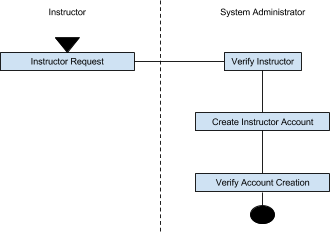 Instructor
System Administrator
Instructor Request
Verify Instructor
Create Instructor Account
Verify Account Creation